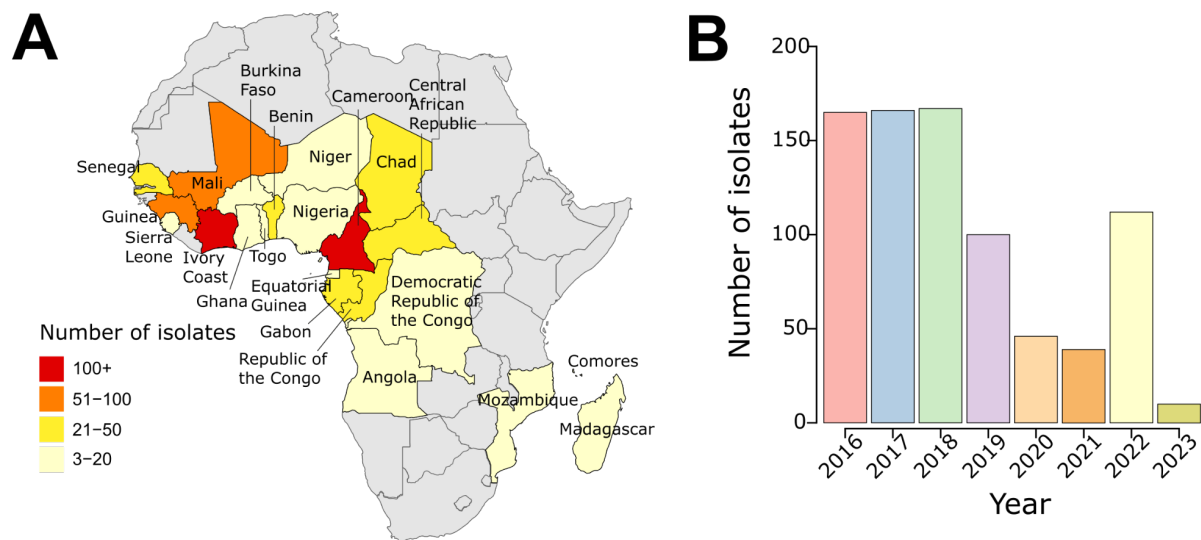 A
Burkina
Faso
Benin
Cameroon
Central
African
Republic
Senegal
Mali
Niger
Chad
Nigeria
Guinea
Sierra
Leone
Ivory
Coast
Togo
Ghana
Equatorial
Guinea
Gabon
Republic of
the Congo
Democratic
Republic of
the Congo
Angola
Comores
Mozambique
Madagascar
Number of isolates
100+
51−100
21−50
3−20
B
Number of isolates
200
150
100
50
0
2016
2017
2018
2019
2020
2021
2022
2023
Year